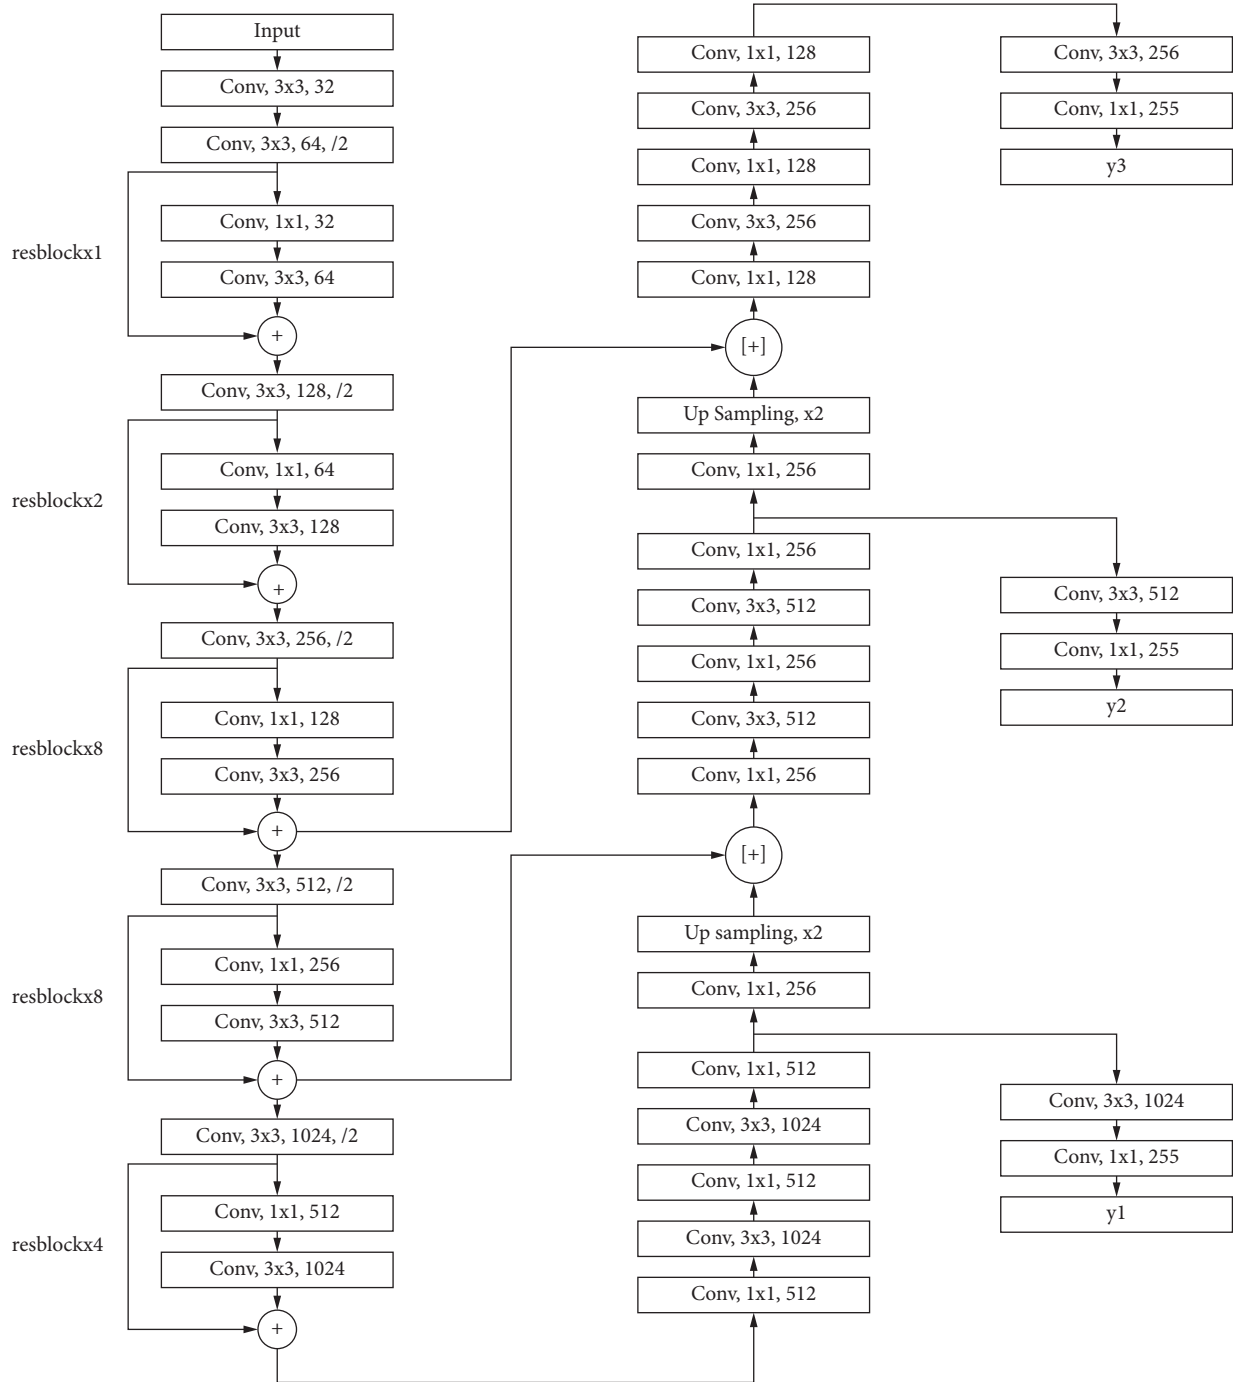 Input
Conv, 3x3, 32
Conv, 3x3, 64, /2
resblockx1
Conv, 1x1, 32
Conv, 3x3, 64
+
Conv, 3x3, 128, /2
resblockx2
Conv, 1x1, 64
Conv, 3x3, 128
+
Conv, 3x3, 256, /2
resblockx8
Conv, 1x1, 128
Conv, 3x3, 256
+
Conv, 3x3, 512, /2
resblockx8
Conv, 1x1, 256
Conv, 3x3, 512
+
Conv, 3x3, 1024, /2
resblockx4
Conv, 1x1, 512
Conv, 3x3, 1024
+
Conv, 1x1, 128
Conv, 3x3, 256
Conv, 1x1, 128
Conv, 3x3, 256
Conv, 1x1, 128
[+]
Up Sampling, x2
Conv, 1x1, 256
Conv, 1x1, 256
Conv, 3x3, 512
Conv, 1x1, 256
Conv, 3x3, 512
Conv, 1x1, 256
[+]
Up sampling, x2
Conv, 1x1, 256
Conv, 1x1, 512
Conv, 3x3, 1024
Conv, 1x1, 512
Conv, 3x3, 1024
Conv, 1x1, 512
Conv, 3x3, 256
Conv, 1x1, 255
y3
Conv, 3x3, 512
Conv, 1x1, 255
y2
Conv, 3x3, 1024
Conv, 1x1, 255
y1